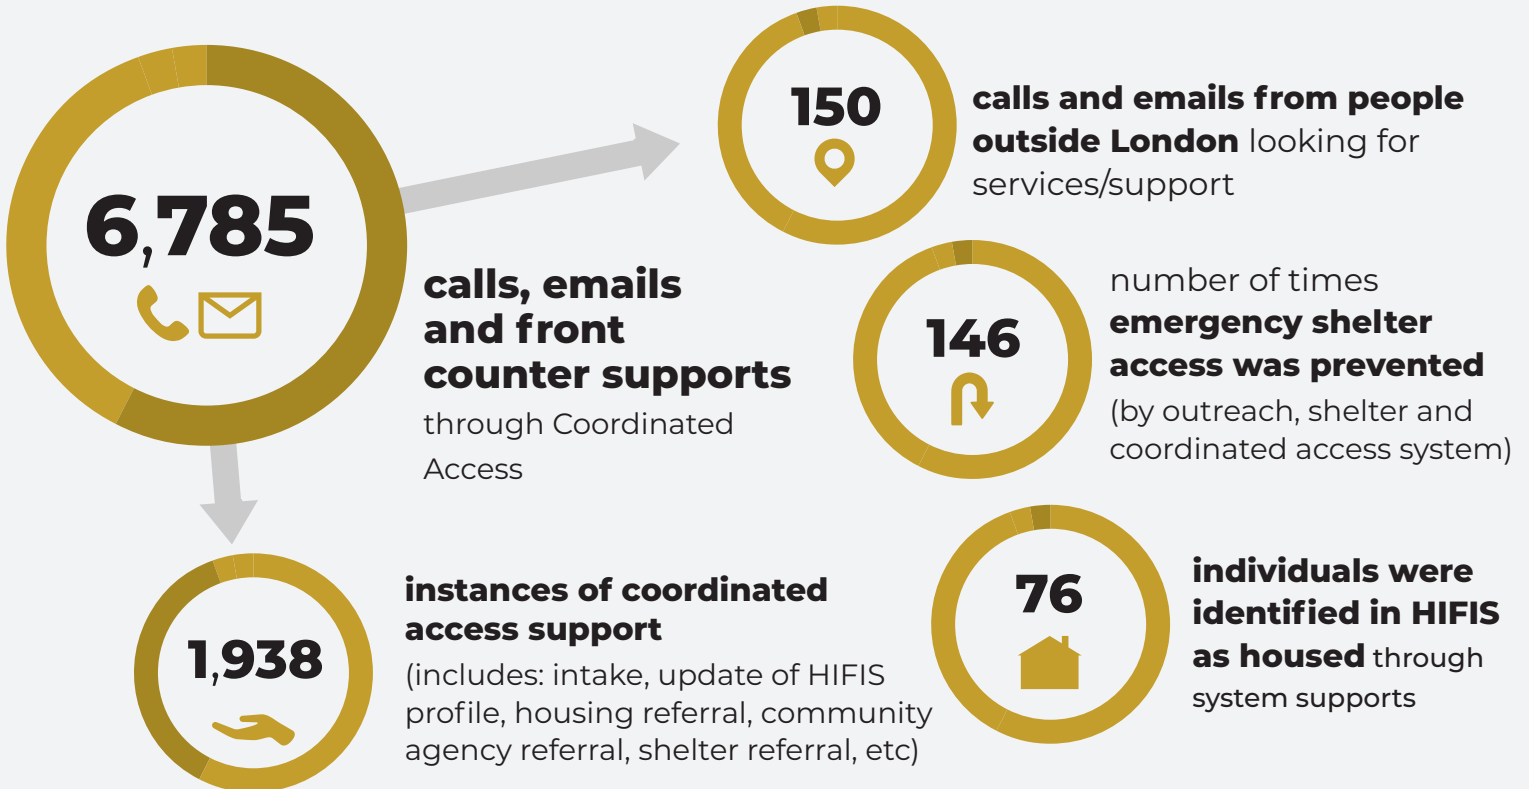 6,785
calls, emails
and front
counter supports
through Coordinated
Access
150
calls and emails from people
outside London looking for
services/support
146
number of times
emergency shelter
access was prevented
(by outreach, shelter and
coordinated access system)
1,938
instances of coordinated
access support
(includes: intake, update of HIFIS
profile, housing referral, community
agency referral, shelter referral, etc)
76
individuals were
identified in HIFIS
as housed through
system supports